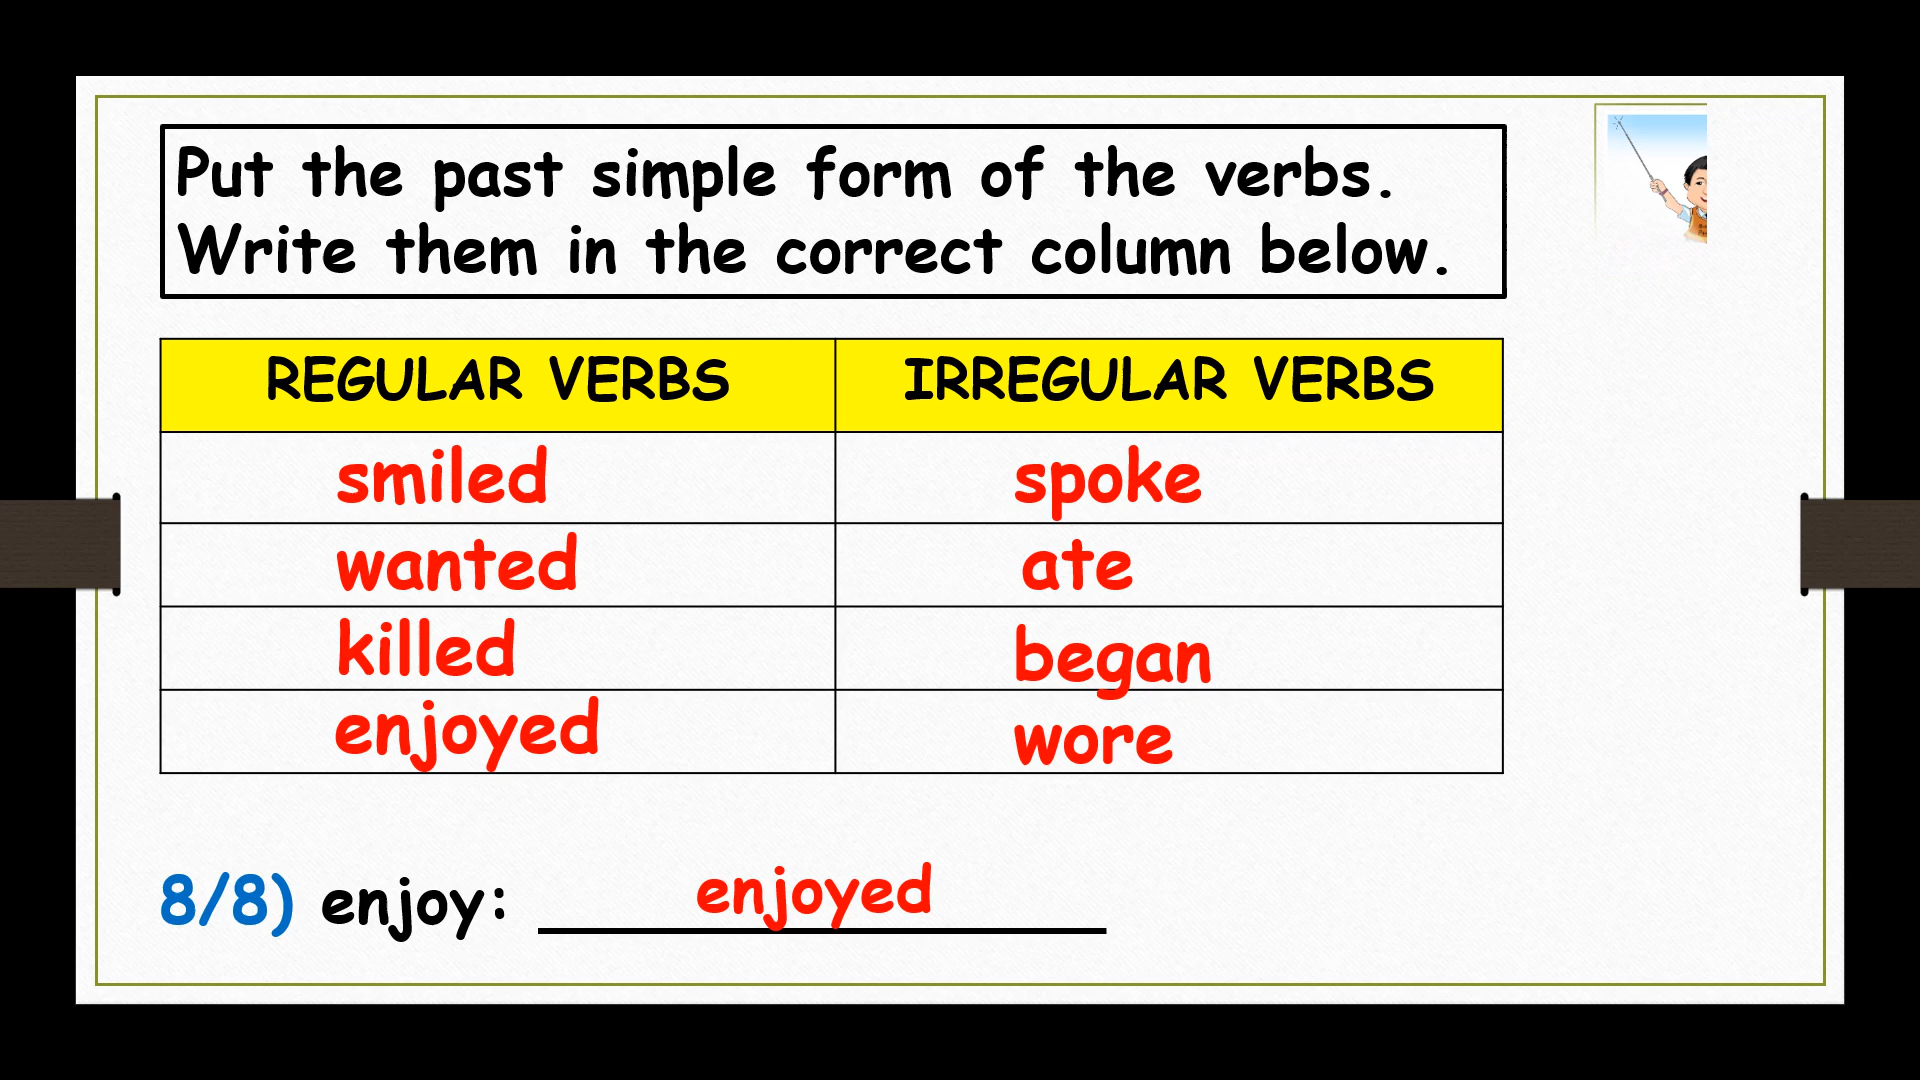 Put the past simple form of the verbs.
Write them in the correct column below.
REGULAR VERBS IRREGULAR VERBS
smiled spoke
wanted ate
killed began
enjoyed wore
8/8) enjoy: enjoyed